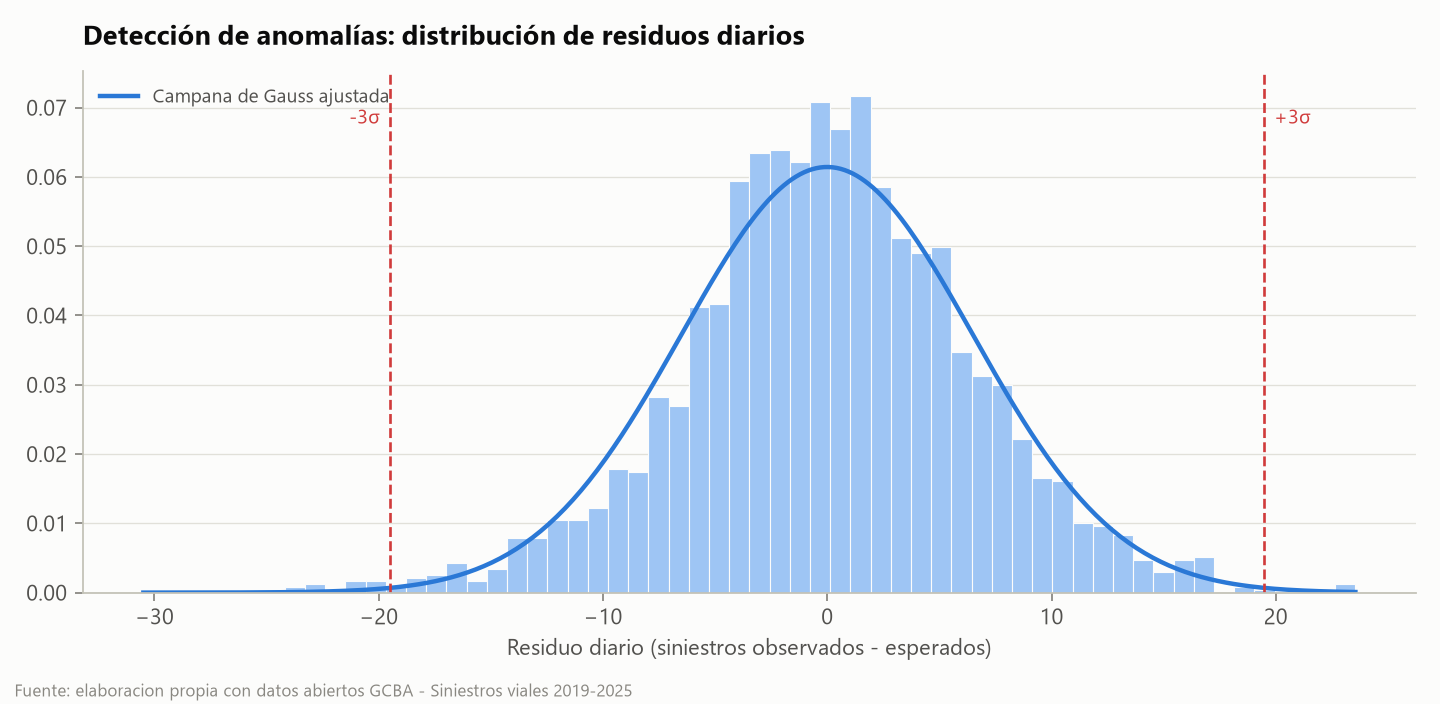 Detección de anomalías: distribución de residuos diarios
Campana de Gauss ajustada
-3σ
+3σ
0.07
0.06
0.05
0.04
0.03
0.02
0.01
0.00
−30
−20
−10
0
10
20
Residuo diario (siniestros observados - esperados)
Fuente: elaboracion propia con datos abiertos GCBA - Siniestros viales 2019-2025